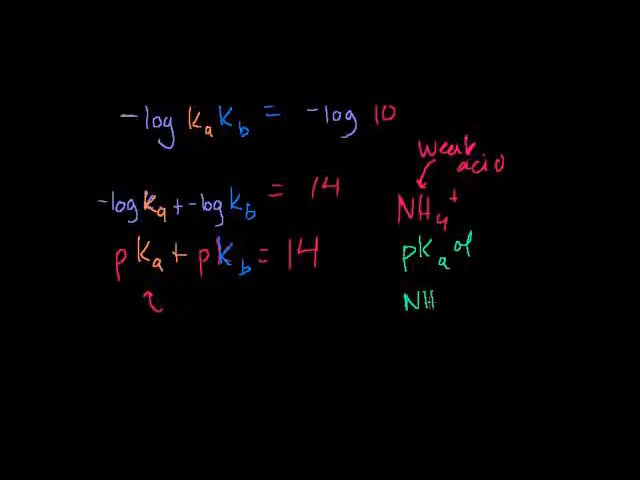 -log KaKb = -log 10
weak
acid
-log Ka + -log Kb = 14
NH4+
pKa + pKb = 14
pKa of
NH